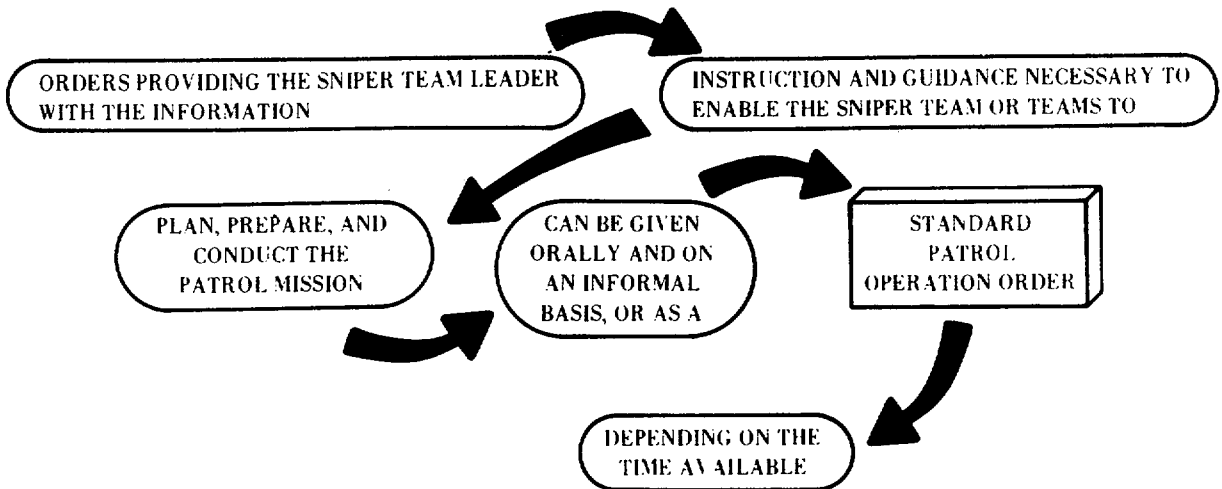 ORDERS PROVIDING THE SNIPER TEAM LEADER
WITH THE INFORMATION
INSTRUCTION AND GUIDANCE NECESSARY TO
ENABLE THE SNIPER TEAM OR TEAMS TO
PLAN, PREPARE, AND
CONDUCT THE
PATROL MISSION
CAN BE GIVEN
ORALLY AND ON
AN INFORMAL
BASIS, OR AS A
STANDARD
PATROL
OPERATION ORDER
DEPENDING ON THE
TIME AVAILABLE